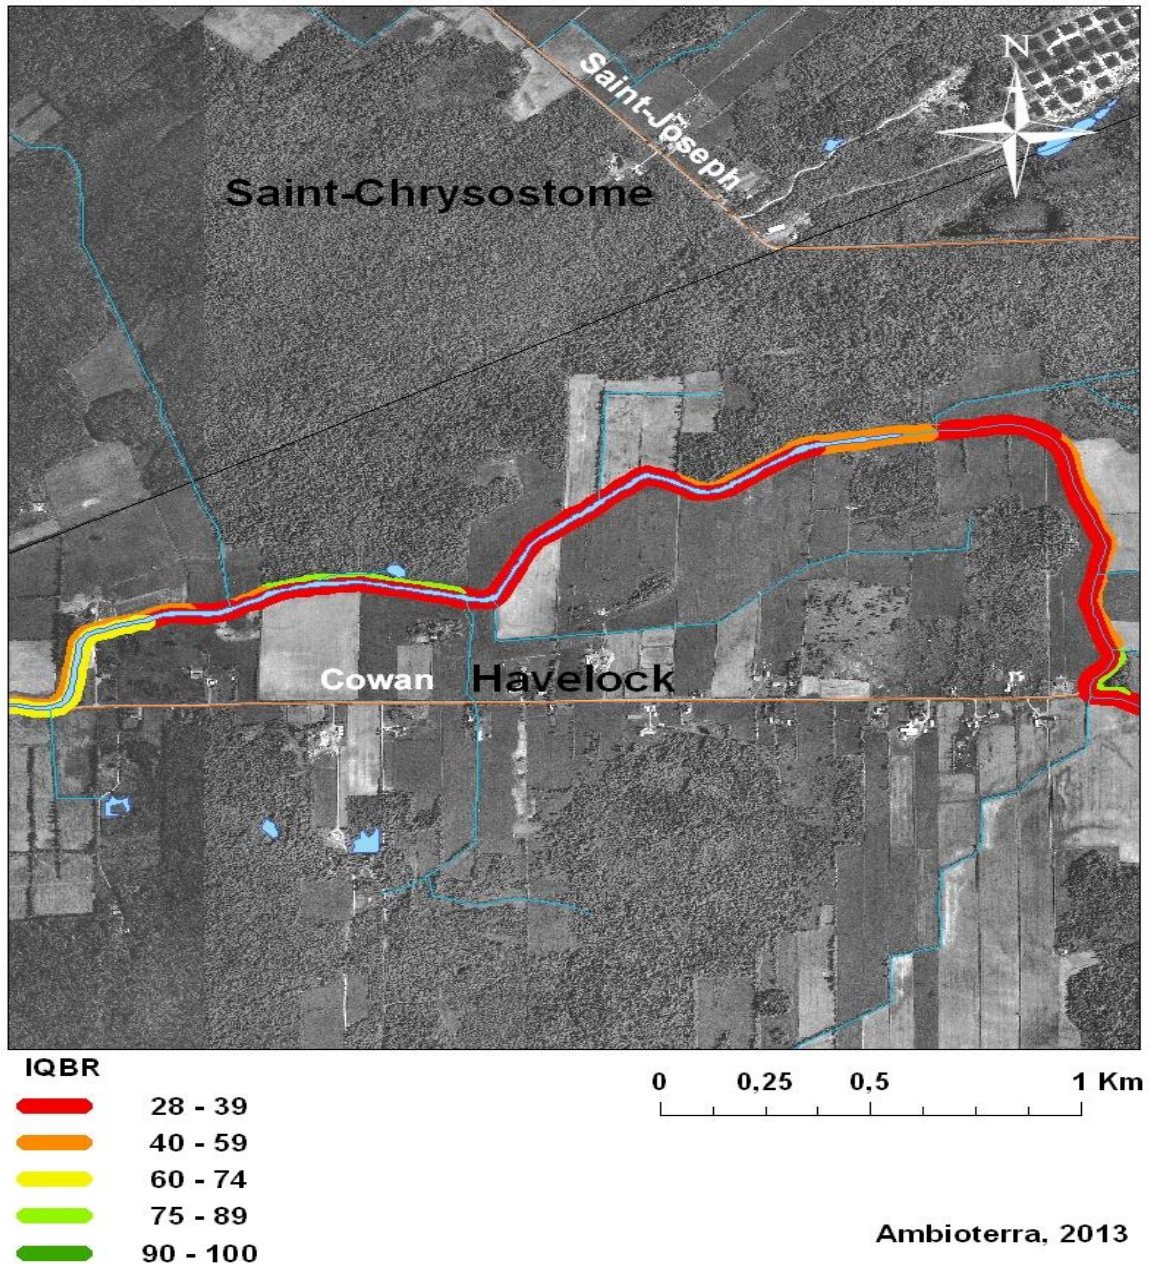 N
Saint-Joseph
Saint-Chrysostome
Cowan
Havelock
IQBR
28 - 39
40 - 59
60 - 74
75 - 89
90 - 100
0 0,25 0,5 1 Km
Ambioterra, 2013